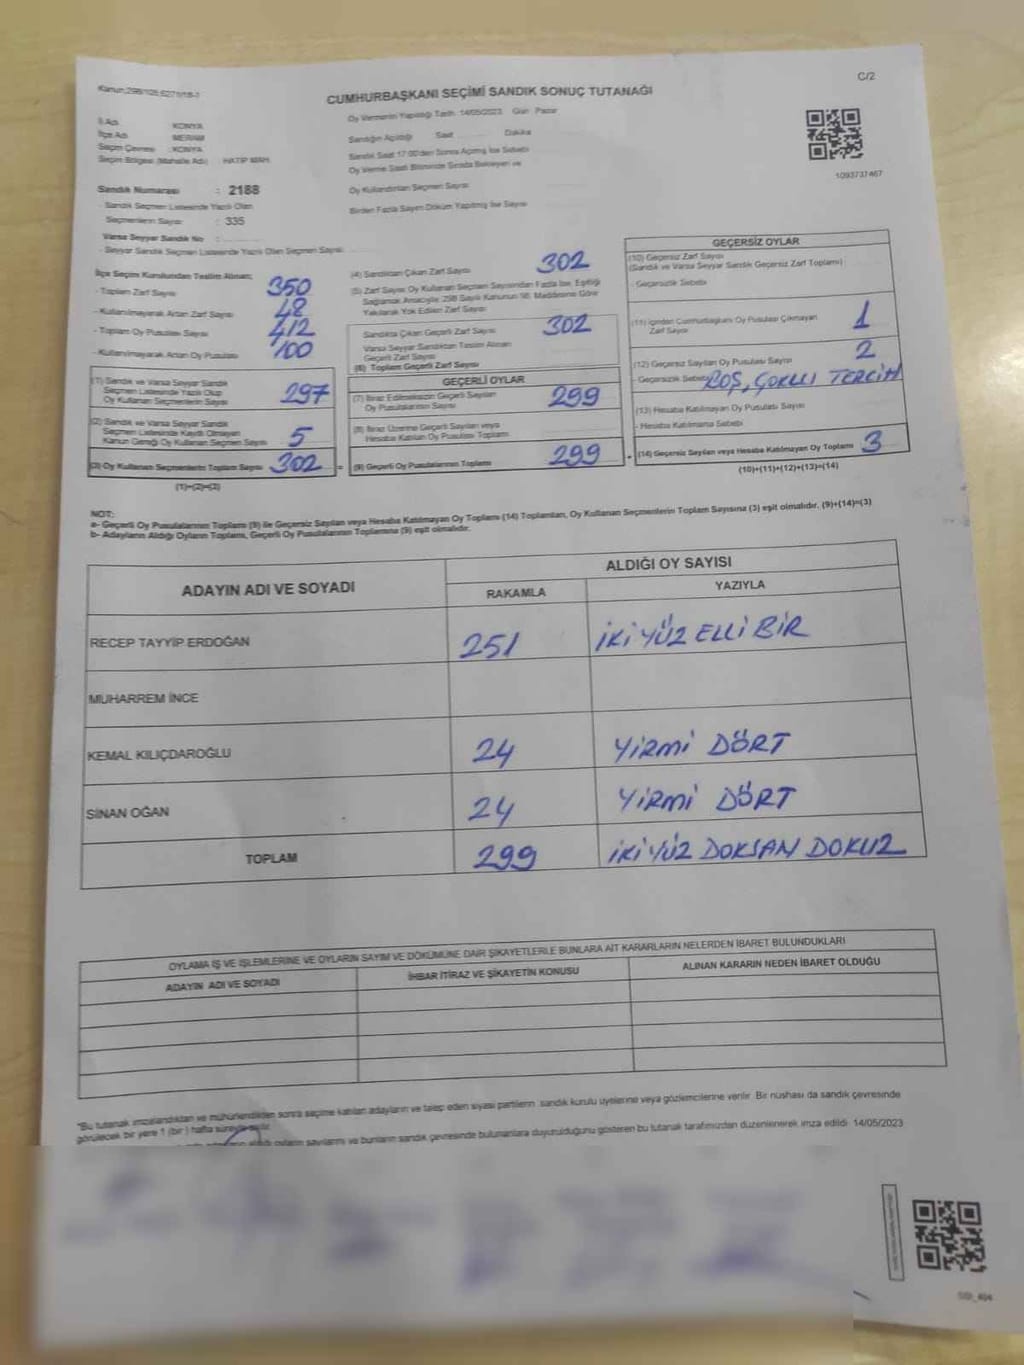 Kanun:298/105,6271/18-1
C/2
CUMHURBAŞKANI SEÇİMİ SANDIK SONUÇ TUTANAĞI
Oy Vermenin Yapıldığı Tarih: 14/05/2023 Gün Pazar
İl Adı KONYA
İlçe Adı MERAM
Seçim Çevresi : KONYA
Seçim Bölgesi (Mahalle Adı) : HATIP MAH.
Sandık Numarası : 2188
- Sandık Seçmen Listesinde Yazılı Olan
Seçmenlerin Sayısı : 335
Varsa Seyyar Sandık No :
- Seyyar Sandık Seçmen Listesinde Yazılı Olan Seçmen Sayısı:
Sandığın Açıldığı Saat Dakika
Sandık Saat 17:00'den Sonra Açılmış İse Sebebi
Oy Verme Saati Bitiminde Sırada Bekleyen ve
Oy Kullandırılan Seçmen Sayısı
Birden Fazla Sayım Döküm Yapılmış İse Sayısı
1093737467
İlçe Seçim Kurulundan Teslim Alınan;
- Toplam Zarf Sayısı 350
- Kullanılmayarak Artan Zarf Sayısı 48
- Toplam Oy Pusulası Sayısı 412
- Kullanılmayarak Artan Oy Pusulası 100
(1) Sandık ve Varsa Seyyar Sandık
Seçmen Listesinde Yazılı Olup
Oy Kullanan Seçmenlerin Sayısı 297
(2) Sandık ve Varsa Seyyar Sandık
Seçmen Listesinde Kayıtlı Olmayan
Kanun Gereği Oy Kullanan Seçmen Sayısı 5
(3) Oy Kullanan Seçmenlerin Toplam Sayısı 302 =
(1)+(2)=(3)
(4) Sandıktan Çıkan Zarf Sayısı 302
(5) Zarf Sayısı Oy Kullanan Seçmen Sayısından Fazla İse, Eşitliği
Sağlamak Amacıyla; 298 Sayılı Kanunun 98. Maddesine Göre
Yakılarak Yok Edilen Zarf Sayısı
Sandıkta Çıkan Geçerli Zarf Sayısı 302
Varsa Seyyar Sandıktan Teslim Alınan
Geçerli Zarf Sayısı
(6) Toplam Geçerli Zarf Sayısı
GEÇERLİ OYLAR
(7) İtiraz Edilmeksizin Geçerli Sayılan
Oy Pusulalarının Sayısı 299
(8) İtiraz Üzerine Geçerli Sayılan veya
Hesaba Katılan Oy Pusulaları Toplamı
(9) Geçerli Oy Pusulalarının Toplamı 299 +
GEÇERSİZ OYLAR
(10) Geçersiz Zarf Sayısı
(Sandık ve Varsa Seyyar Sandık Geçersiz Zarf Toplamı)
- Geçersizlik Sebebi
(11) İçinden Cumhurbaşkanı Oy Pusulası Çıkmayan
Zarf Sayısı 1
(12) Geçersiz Sayılan Oy Pusulası Sayısı 2
- Geçersizlik Sebebi BOŞ, ÇOKLU TERCİH
(13) Hesaba Katılmayan Oy Pusulası Sayısı
- Hesaba Katılmama Sebebi
(14) Geçersiz Sayılan veya Hesaba Katılmayan Oy Toplamı 3
(10)+(11)+(12)+(13)=(14)
NOT:
a- Geçerli Oy Pusulalarının Toplamı (9) ile Geçersiz Sayılan veya Hesaba Katılmayan Oy Toplamı (14) Toplamları, Oy Kullanan Seçmenlerin Toplam Sayısına (3) eşit olmalıdır. (9)+(14)=(3)
b- Adayların Aldığı Oyların Toplamı, Geçerli Oy Pusulalarının Toplamına (9) eşit olmalıdır.
ADAYIN ADI VE SOYADI
ALDIĞI OY SAYISI
RAKAMLA YAZIYLA
RECEP TAYYİP ERDOĞAN 251 İKİ YÜZ ELLİ BİR
MUHARREM İNCE
KEMAL KILIÇDAROĞLU 24 YİRMİ DÖRT
SİNAN OĞAN 24 YİRMİ DÖRT
TOPLAM 299 İKİ YÜZ DOKSAN DOKUZ
OYLAMA İŞ VE İŞLEMLERİNE VE OYLARIN SAYIM VE DÖKÜMÜNE DAİR ŞİKAYETLERLE BUNLARA AİT KARARLARIN NELERDEN İBARET BULUNDUKLARI
ADAYIN ADI VE SOYADI İHBAR İTİRAZ VE ŞİKAYETİN KONUSU ALINAN KARARIN NEDEN İBARET OLDUĞU
"Bu tutanak imzalandıktan ve mühürlendikten sonra seçime katılan adayların ve talep eden siyasi partilerin sandık kurulu üyelerine veya gözlemcilerine verilir. Bir nüshası da sandık çevresinde
görülecek bir yere 1 (bir) hafta süreyle asılır.
aldığı oyların sayılarını ve bunların sandık çevresinde bulunanlara duyurulduğunu gösteren bu tutanak tarafımızdan düzenlenerek imza edildi. 14/05/2023